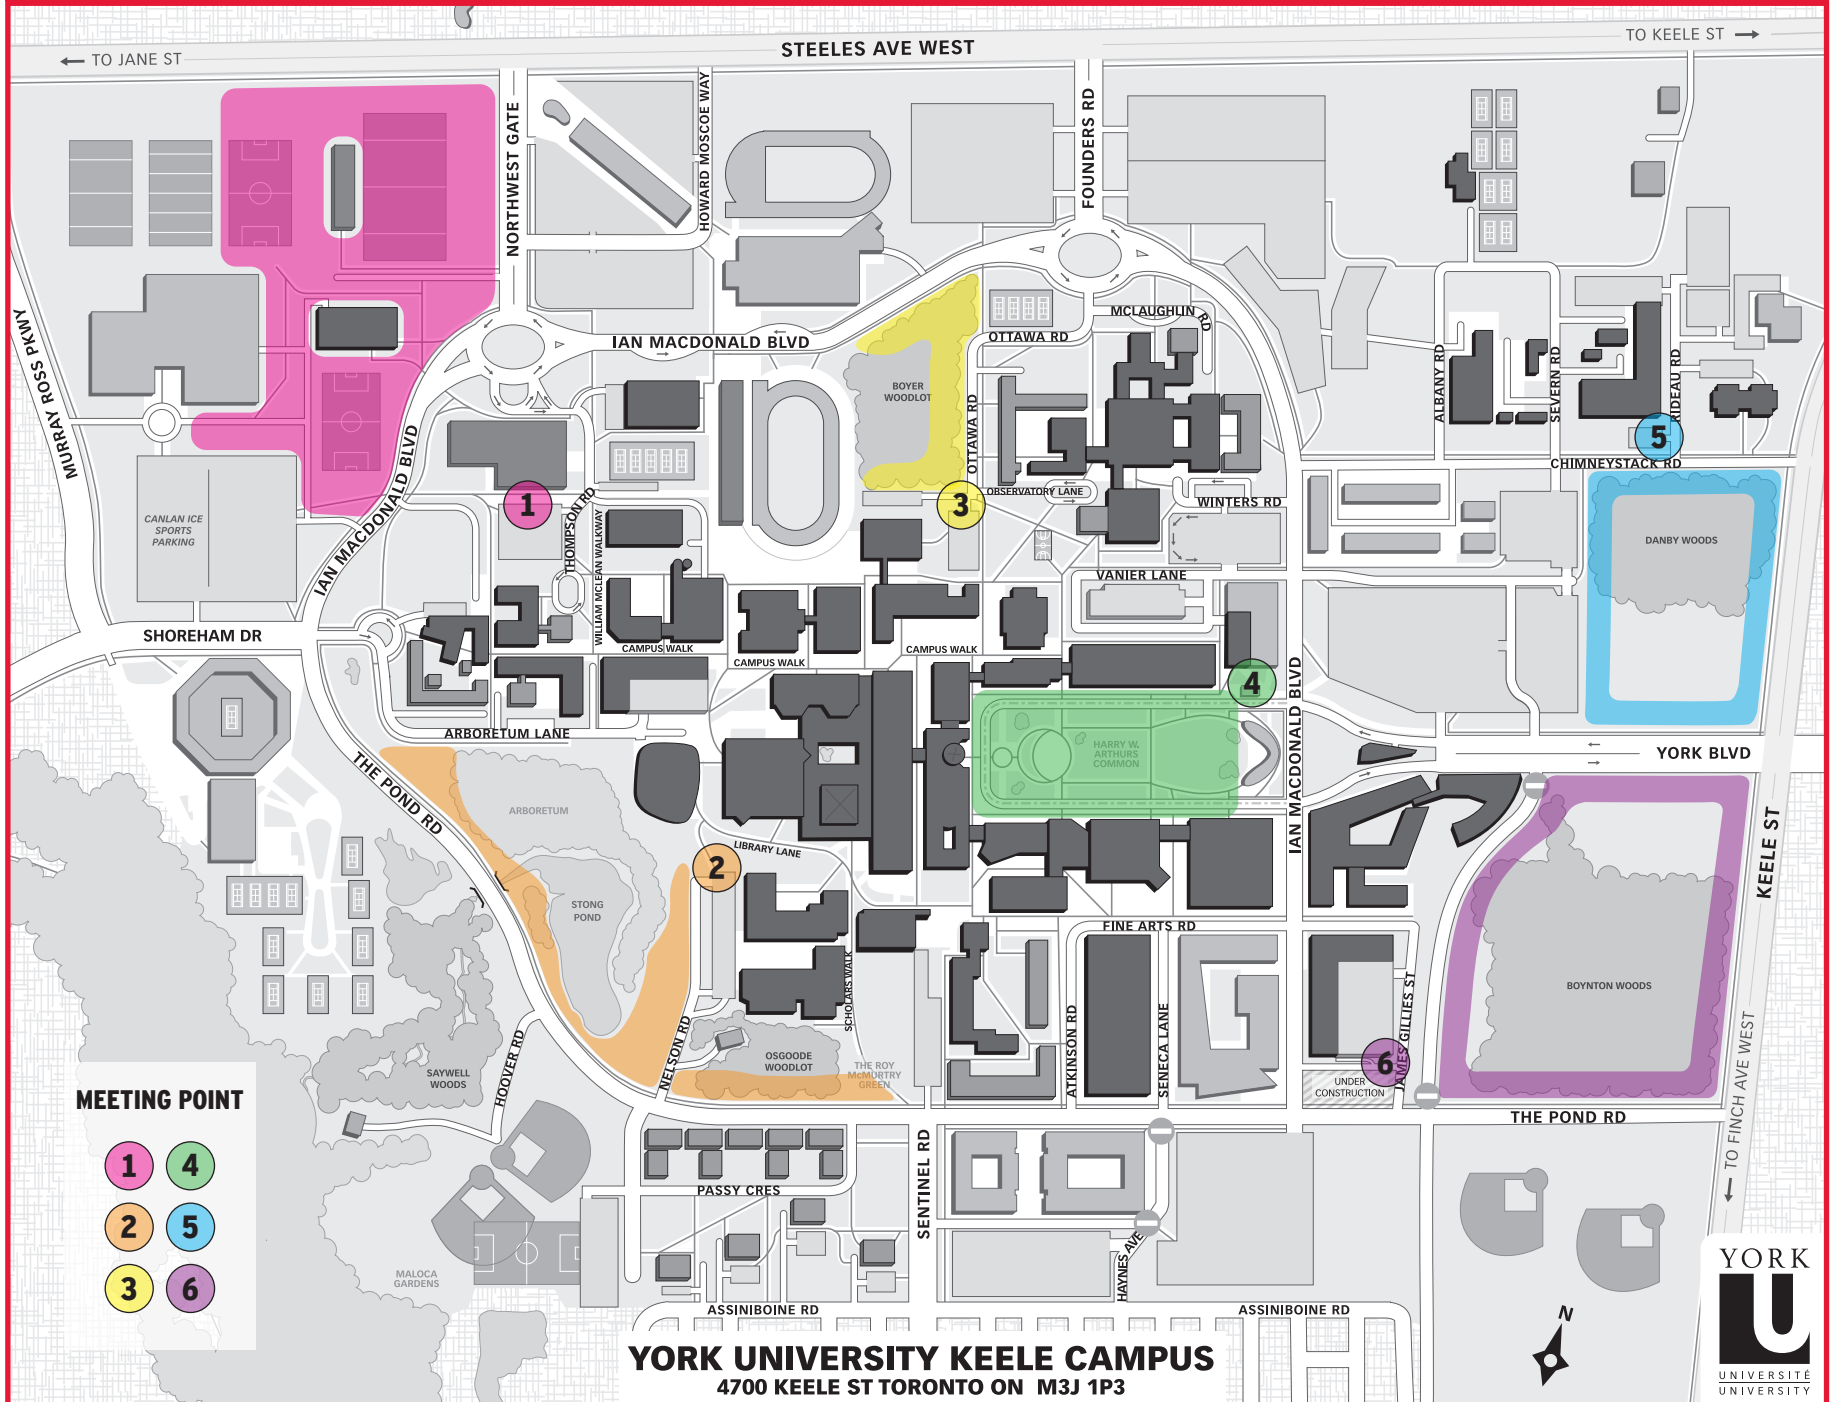 STEELES AVE WEST
← TO JANE ST
TO KEELE ST →
NORTHWEST GATE
HOWARD MOSCOE WAY
FOUNDERS RD
MURRAY ROSS PKWY
IAN MACDONALD BLVD
MCLAUGHLIN RD
OTTAWA RD
BOYER
WOODLOT
OTTAWA RD
ALBANY RD
SEVERN RD
RIDEAU RD
5
CHIMNEYSTACK RD
IAN MACDONALD BLVD
1
THOMPSON RD
3
OBSERVATORY LANE
WINTERS RD
CANLAN ICE
SPORTS
PARKING
DANBY WOODS
WILLIAM MCLEAN WALKWAY
VANIER LANE
SHOREHAM DR
CAMPUS WALK
CAMPUS WALK
CAMPUS WALK
4
IAN MACDONALD BLVD
ARBORETUM LANE
HARRY W.
ARTHURS
COMMON
YORK BLVD
THE POND RD
ARBORETUM
LIBRARY LANE
2
KEELE ST
STONG
POND
FINE ARTS RD
SCHOLARS WALK
BOYNTON WOODS
JAMES GILLIES ST
ATKINSON RD
SENECA LANE
NELSON RD
HOOVER RD
OSGOODE
WOODLOT
THE ROY
McMURTRY
GREEN
SAYWELL
WOODS
6
UNDER
CONSTRUCTION
THE POND RD
← TO FINCH AVE WEST
MEETING POINT
1 4
2 5
3 6
PASSY CRES
SENTINEL RD
HAYNES AVE
MALOCA
GARDENS
ASSINIBOINE RD
ASSINIBOINE RD
N
YORK UNIVERSITY KEELE CAMPUS
4700 KEELE ST TORONTO ON M3J 1P3
YORK
U
UNIVERSITÉ
UNIVERSITY